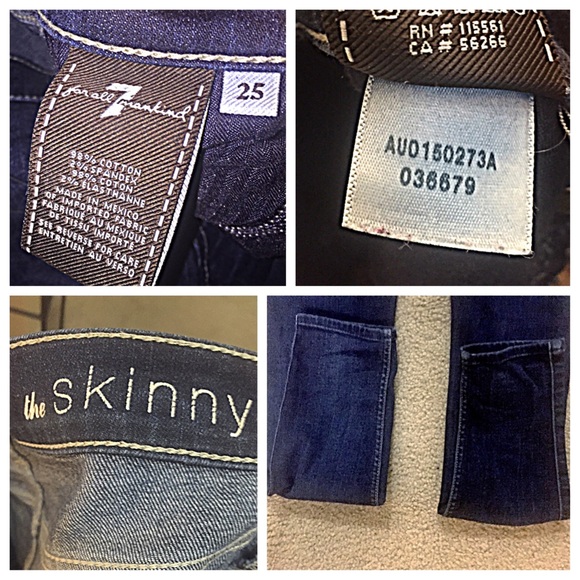 7
for all mankind
25
98% COTTON
2% SPANDEX
98% COTON
2% ELASTHANNE
MADE IN MEXICO
OF IMPORTED FABRIC
FABRIQUÉ AU MEXIQUE
DE TISSU IMPORTÉ
SEE REVERSE FOR CARE
ENTRETIEN AU VERSO
RN# 115561
CA# 56266
AU0150273A
036679
the skinny